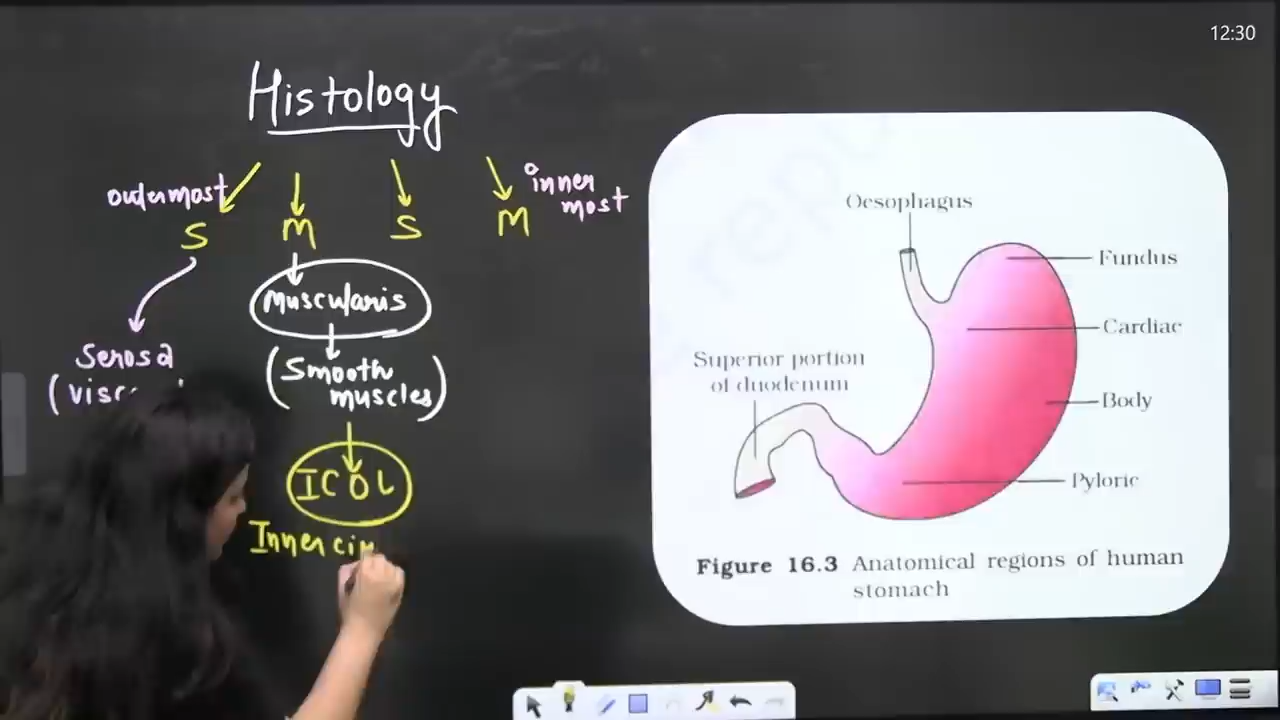 12:30
Histology
outermost
inner
most
S M S M
Muscularis
Serosa
(Smooth
muscles)
ICOL
Inner
Oesophagus
Fundus
Cardiac
Superior portion
of duodenum
Body
Pyloric
Figure 16.3 Anatomical regions of human
stomach